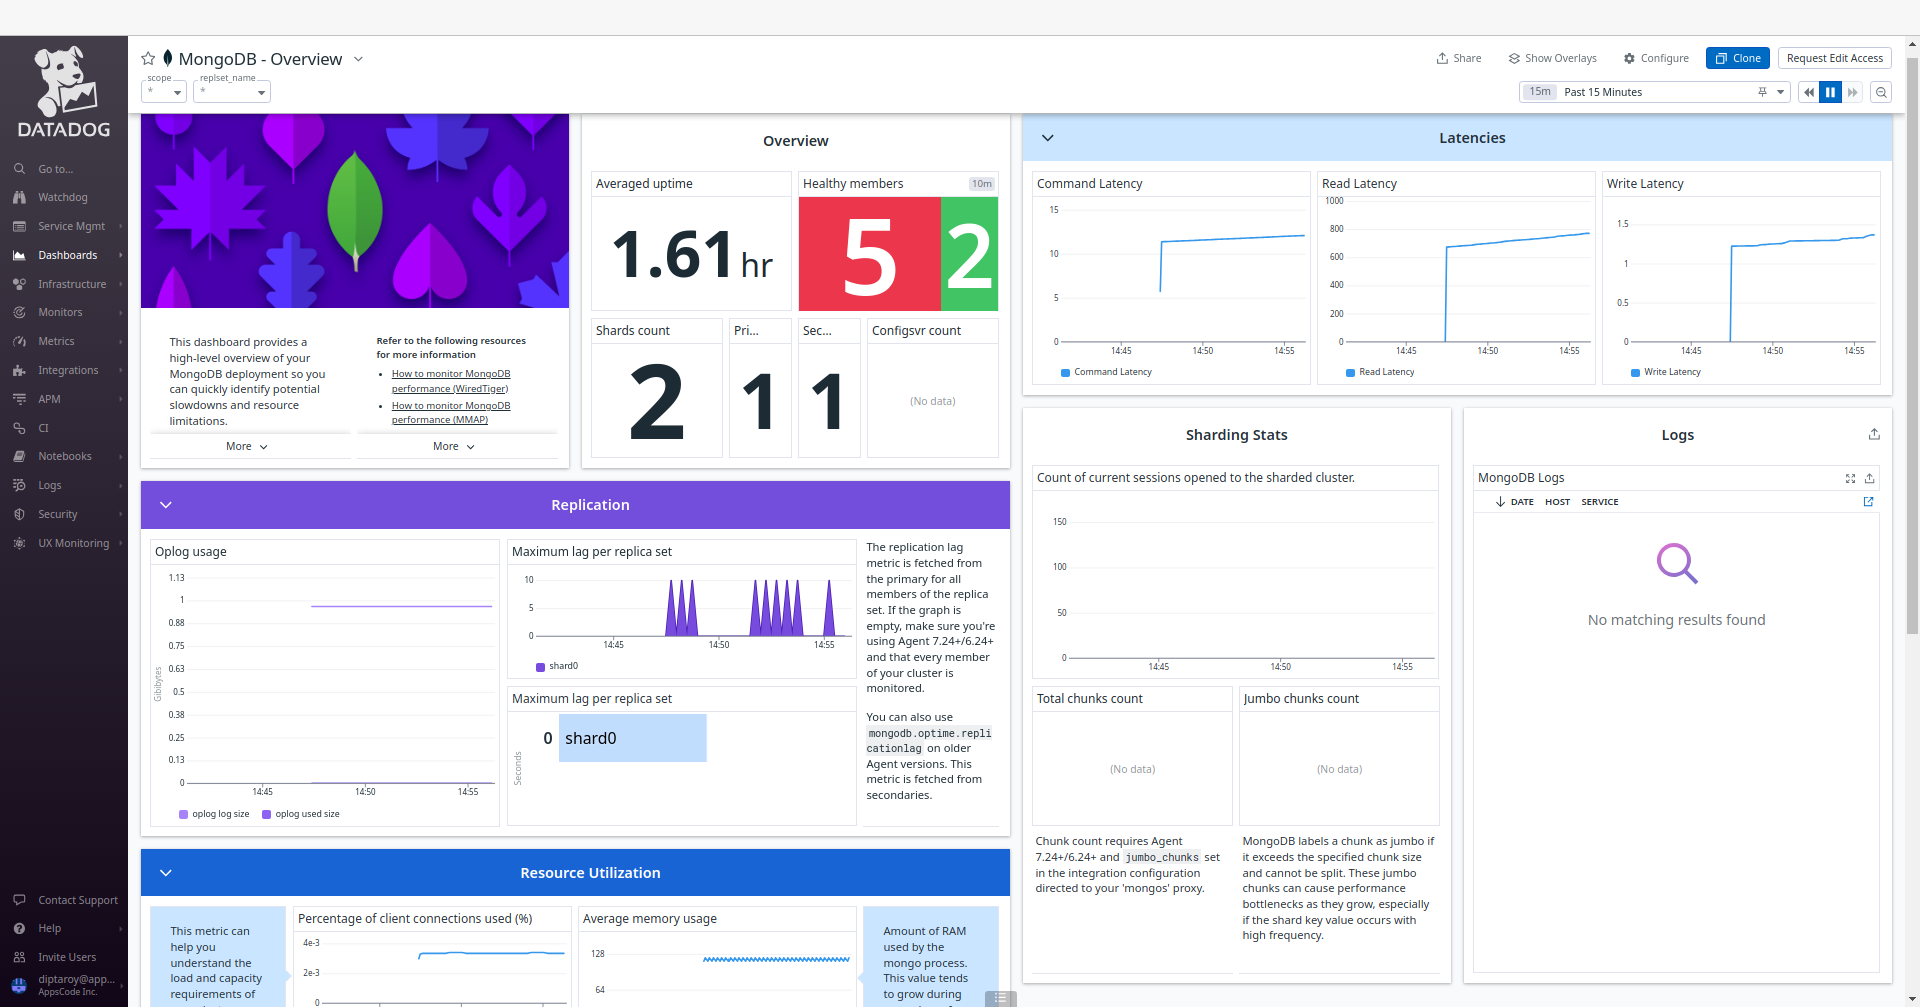 DATADOG
Go to...
Watchdog
Service Mgmt
Dashboards
Infrastructure
Monitors
Metrics
Integrations
APM
CI
Notebooks
Logs
Security
UX Monitoring
Contact Support
Help
Invite Users
diptaroy@app...
AppsCode Inc.
MongoDB - Overview
Share
Show Overlays
Configure
Clone
Request Edit Access
scope
*
replset_name
*
15m Past 15 Minutes
This dashboard provides a
high-level overview of your
MongoDB deployment so you
can quickly identify potential
slowdowns and resource
limitations.
More
Refer to the following resources
for more information
• How to monitor MongoDB
performance (WiredTiger)
• How to monitor MongoDB
performance (MMAP)
More
Overview
Averaged uptime
1.61 hr
Healthy members 10m
5 2
Shards count
2
Pri...
1
Sec...
1
Configsvr count
(No data)
Latencies
Command Latency
15
10
5
0
14:45 14:50 14:55
Command Latency
Read Latency
1000
800
600
400
200
0
14:45 14:50 14:55
Read Latency
Write Latency
1.5
1
0.5
0
14:45 14:50 14:55
Write Latency
Replication
Oplog usage
Gibibytes
1.13
1
0.88
0.75
0.63
0.5
0.38
0.25
0.13
0
14:45 14:50 14:55
oplog log size oplog used size
Maximum lag per replica set
10
5
0
14:45 14:50 14:55
shard0
Maximum lag per replica set
Seconds
0 shard0
The replication lag
metric is fetched from
the primary for all
members of the replica
set. If the graph is
empty, make sure you're
using Agent 7.24+/6.24+
and that every member
of your cluster is
monitored.
You can also use
mongodb.optime.repli
cationlag on older
Agent versions. This
metric is fetched from
secondaries.
Sharding Stats
Count of current sessions opened to the sharded cluster.
150
100
50
0
14:45 14:50 14:55
Total chunks count
(No data)
Jumbo chunks count
(No data)
Chunk count requires Agent
7.24+/6.24+ and jumbo_chunks set
in the integration configuration
directed to your 'mongos' proxy.
MongoDB labels a chunk as jumbo if
it exceeds the specified chunk size
and cannot be split. These jumbo
chunks can cause performance
bottlenecks as they grow, especially
if the shard key value occurs with
high frequency.
Logs
MongoDB Logs
DATE HOST SERVICE
No matching results found
Resource Utilization
This metric can
help you
understand the
load and capacity
requirements of
Percentage of client connections used (%)
4e-3
2e-3
0
Average memory usage
128
64
Amount of RAM
used by the
mongo process.
This value tends
to grow during